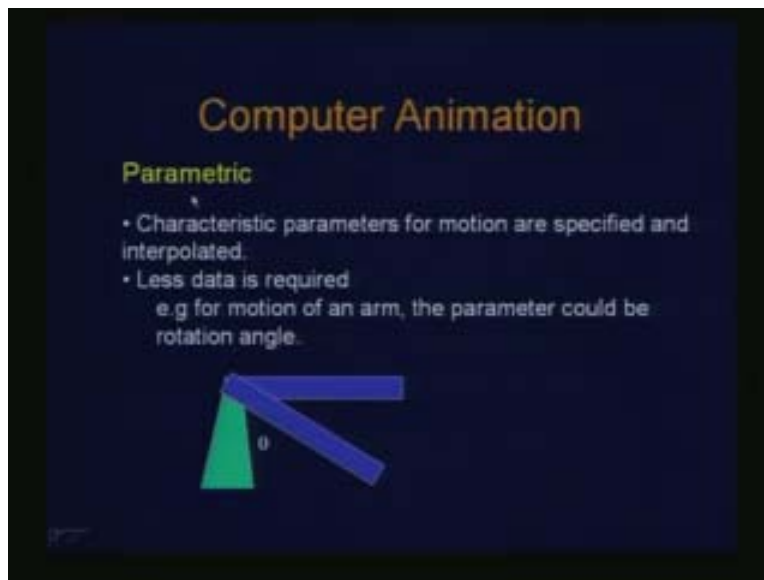 Computer Animation
Parametric
• Characteristic parameters for motion are specified and
interpolated.
• Less data is required
e.g for motion of an arm, the parameter could be
rotation angle.
θ